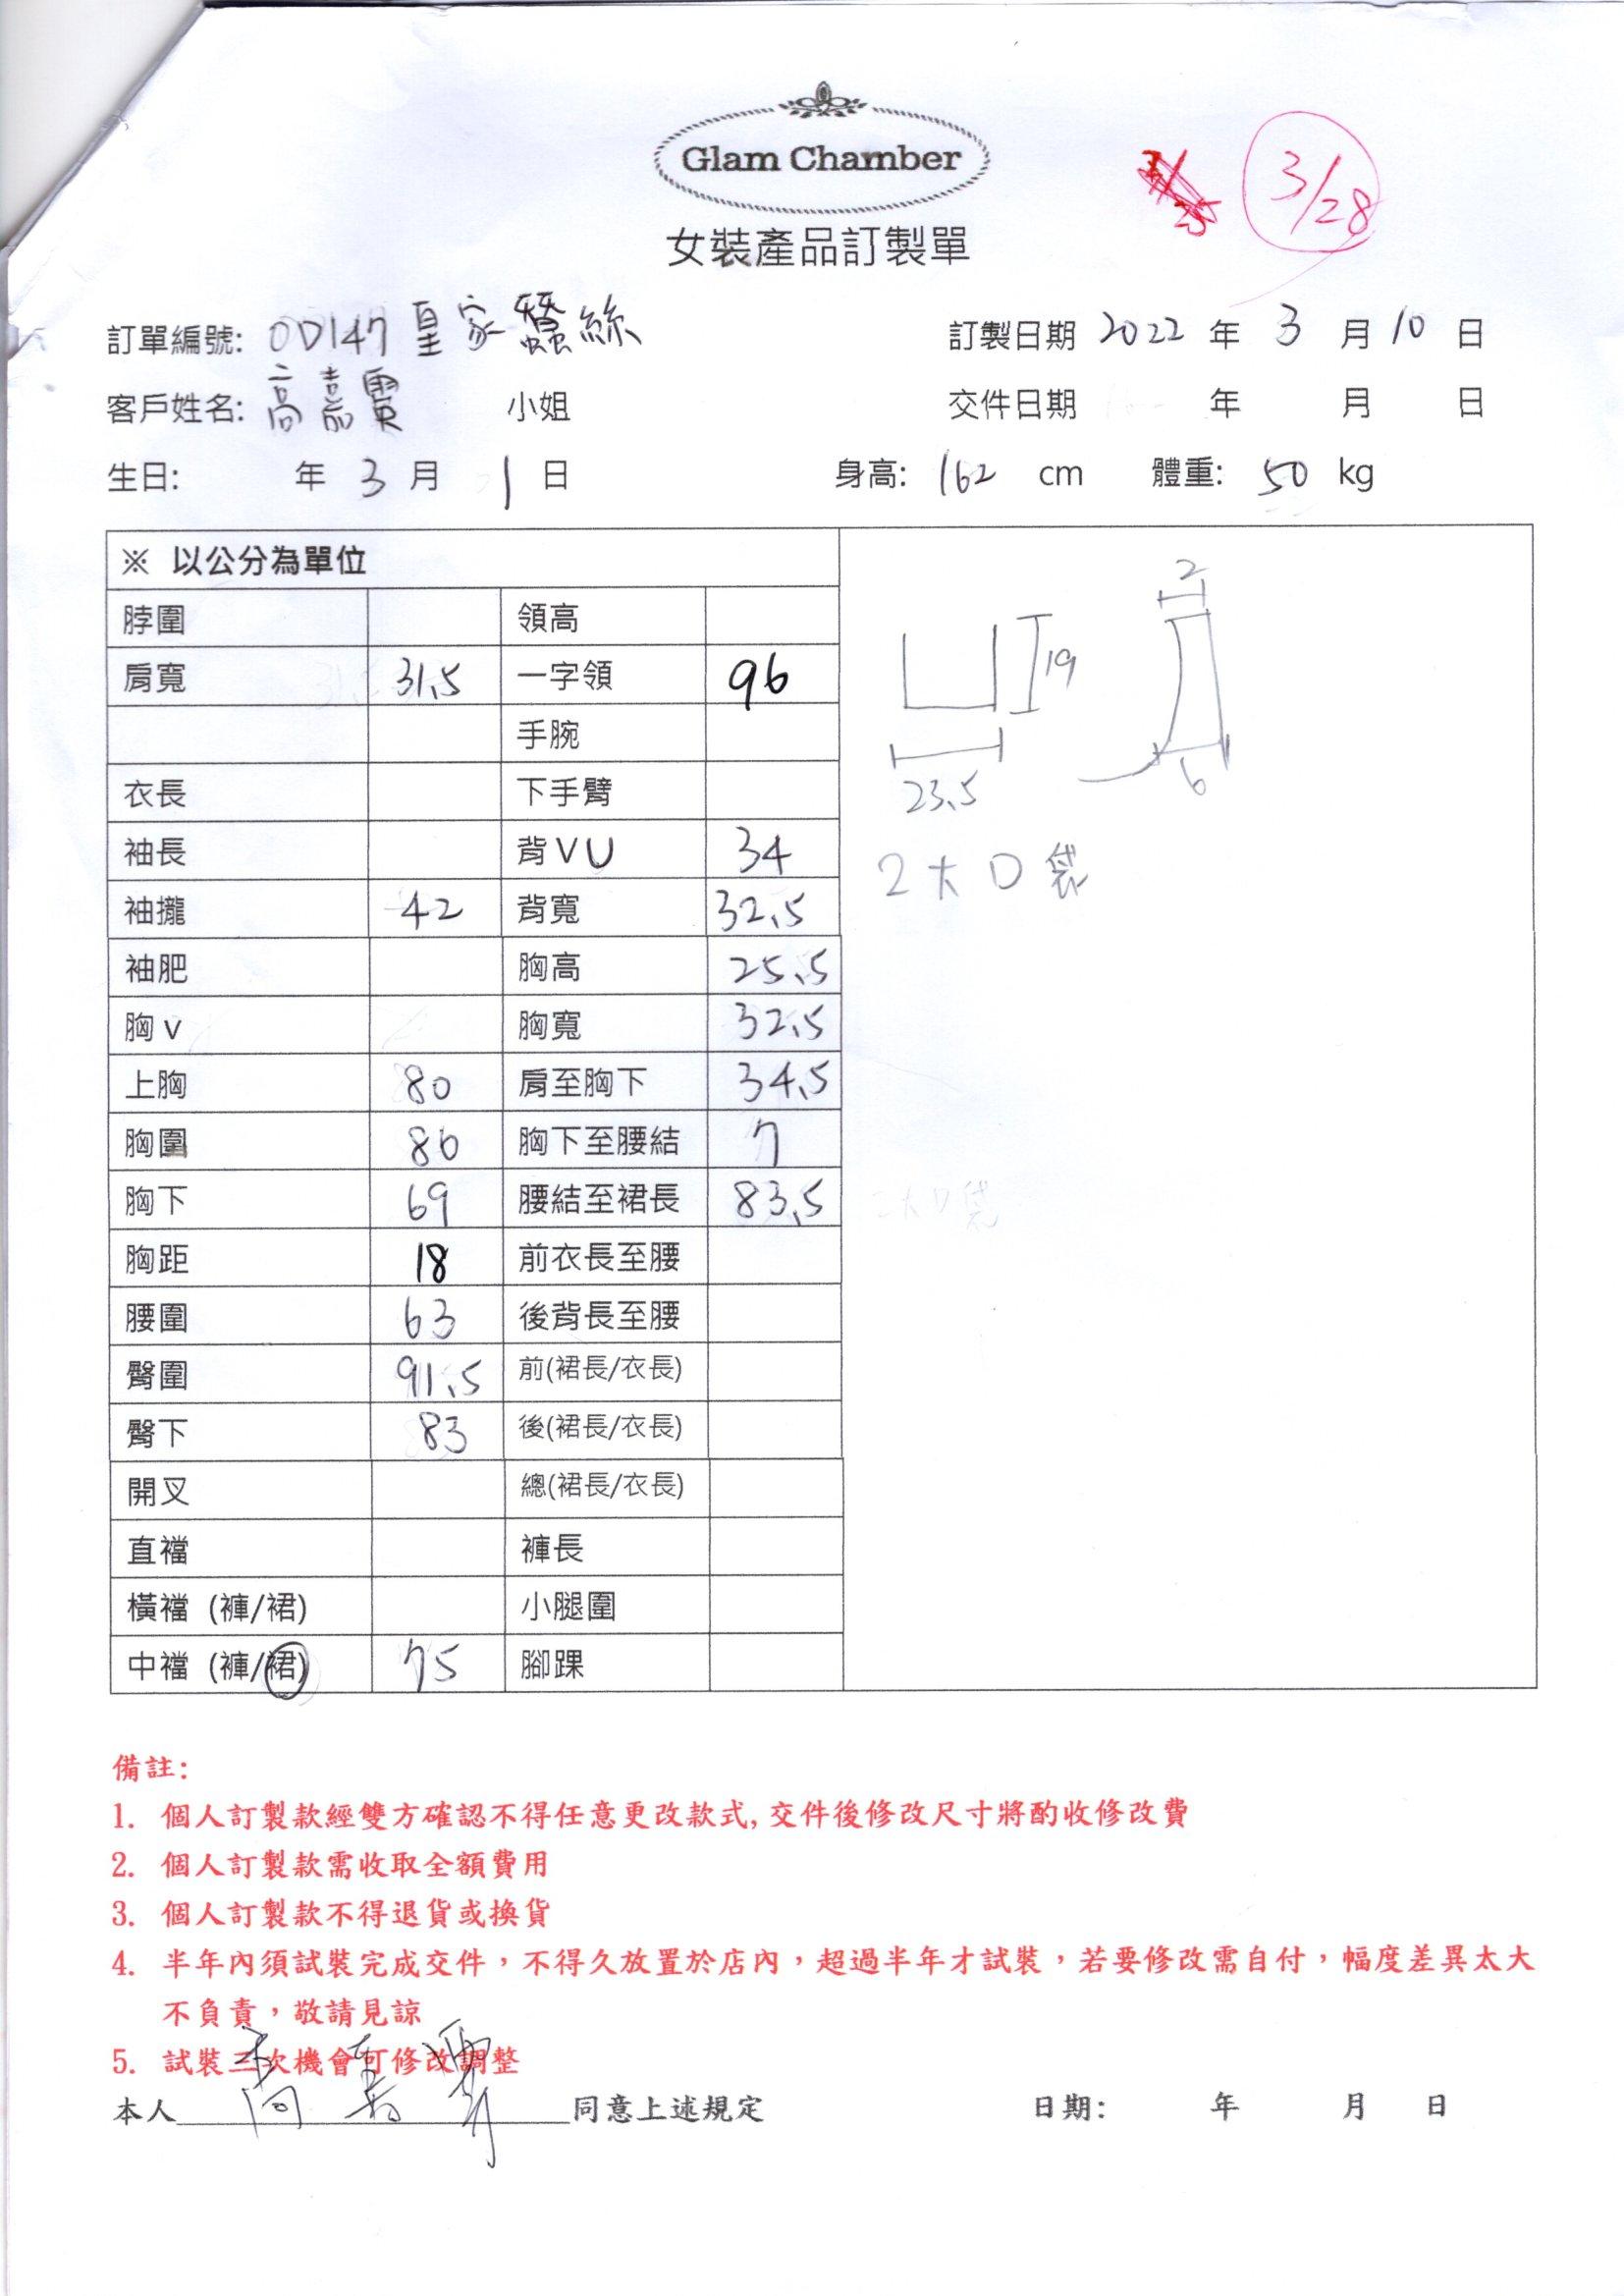 Glam Chamber
3/28
女裝產品訂製單
訂單編號: OD147 皇家蠶絲
訂製日期 2022 年 3 月 10 日
客戶姓名: 高嘉霠 小姐
交件日期 年 月 日
生日: 年 3 月 1 日
身高: 162 cm 體重: 50 kg
※ 以公分為單位
脖圍 領高
肩寬 31.5 一字領 96
手腕
衣長 下手臂
袖長 背VU 34
袖攏 42 背寬 32.5
袖肥 胸高 25.5
胸v 胸寬 32.5
上胸 80 肩至胸下 34.5
胸圍 86 胸下至腰結 7
胸下 69 腰結至裙長 83.5
胸距 18 前衣長至腰
腰圍 63 後背長至腰
臀圍 91.5 前(裙長/衣長)
臀下 83 後(裙長/衣長)
開叉 總(裙長/衣長)
直襠 褲長
橫襠 (褲/裙) 小腿圍
中襠 (褲/裙) 75 腳踝
2
19
23.5
6
2大口袋
二大口袋
備註:
1. 個人訂製款經雙方確認不得任意更改款式,交件後修改尺寸將酌收修改費
2. 個人訂製款需收取全額費用
3. 個人訂製款不得退貨或換貨
4. 半年內須試裝完成交件，不得久放置於店內，超過半年才試裝，若要修改需自付，幅度差異太大
不負責，敬請見諒
5. 試裝三次機會可修改調整
本人 同意上述規定
日期: 年 月 日